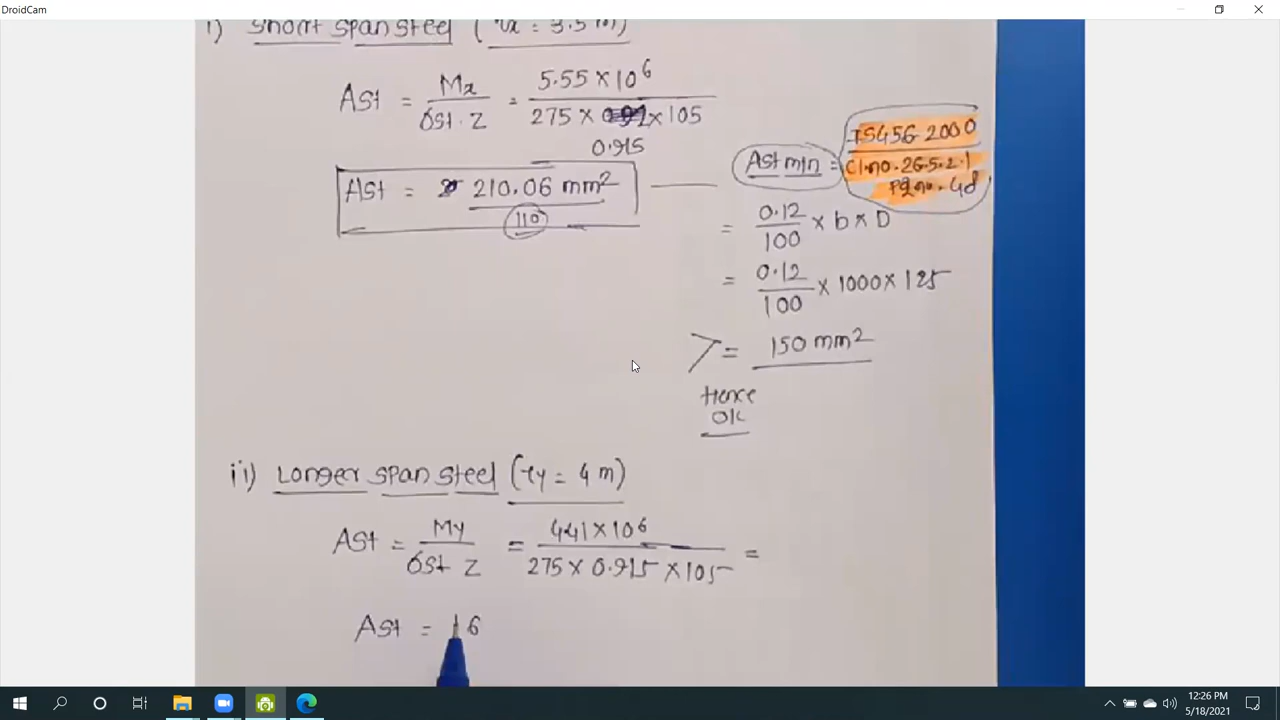 DroidCam
i) Short span steel (lx = 3.5 m)
Ast = Mx / σst · z = 5.55 × 10^6 / 275 × × 105
0.915
Ast = 210.06 mm²
110
Ast min = IS456-2000
Cl.no. 26.5.2.1
Pg no. 48
= 0.12 / 100 × b × D
= 0.12 / 100 × 1000 × 125
> = 150 mm²
Hence
OK
ii) Longer span steel (ly = 4 m)
Ast = My / σst z = 4.41 × 10^6 / 275 × 0.915 × 105 =
Ast = 16
12:26 PM
5/18/2021